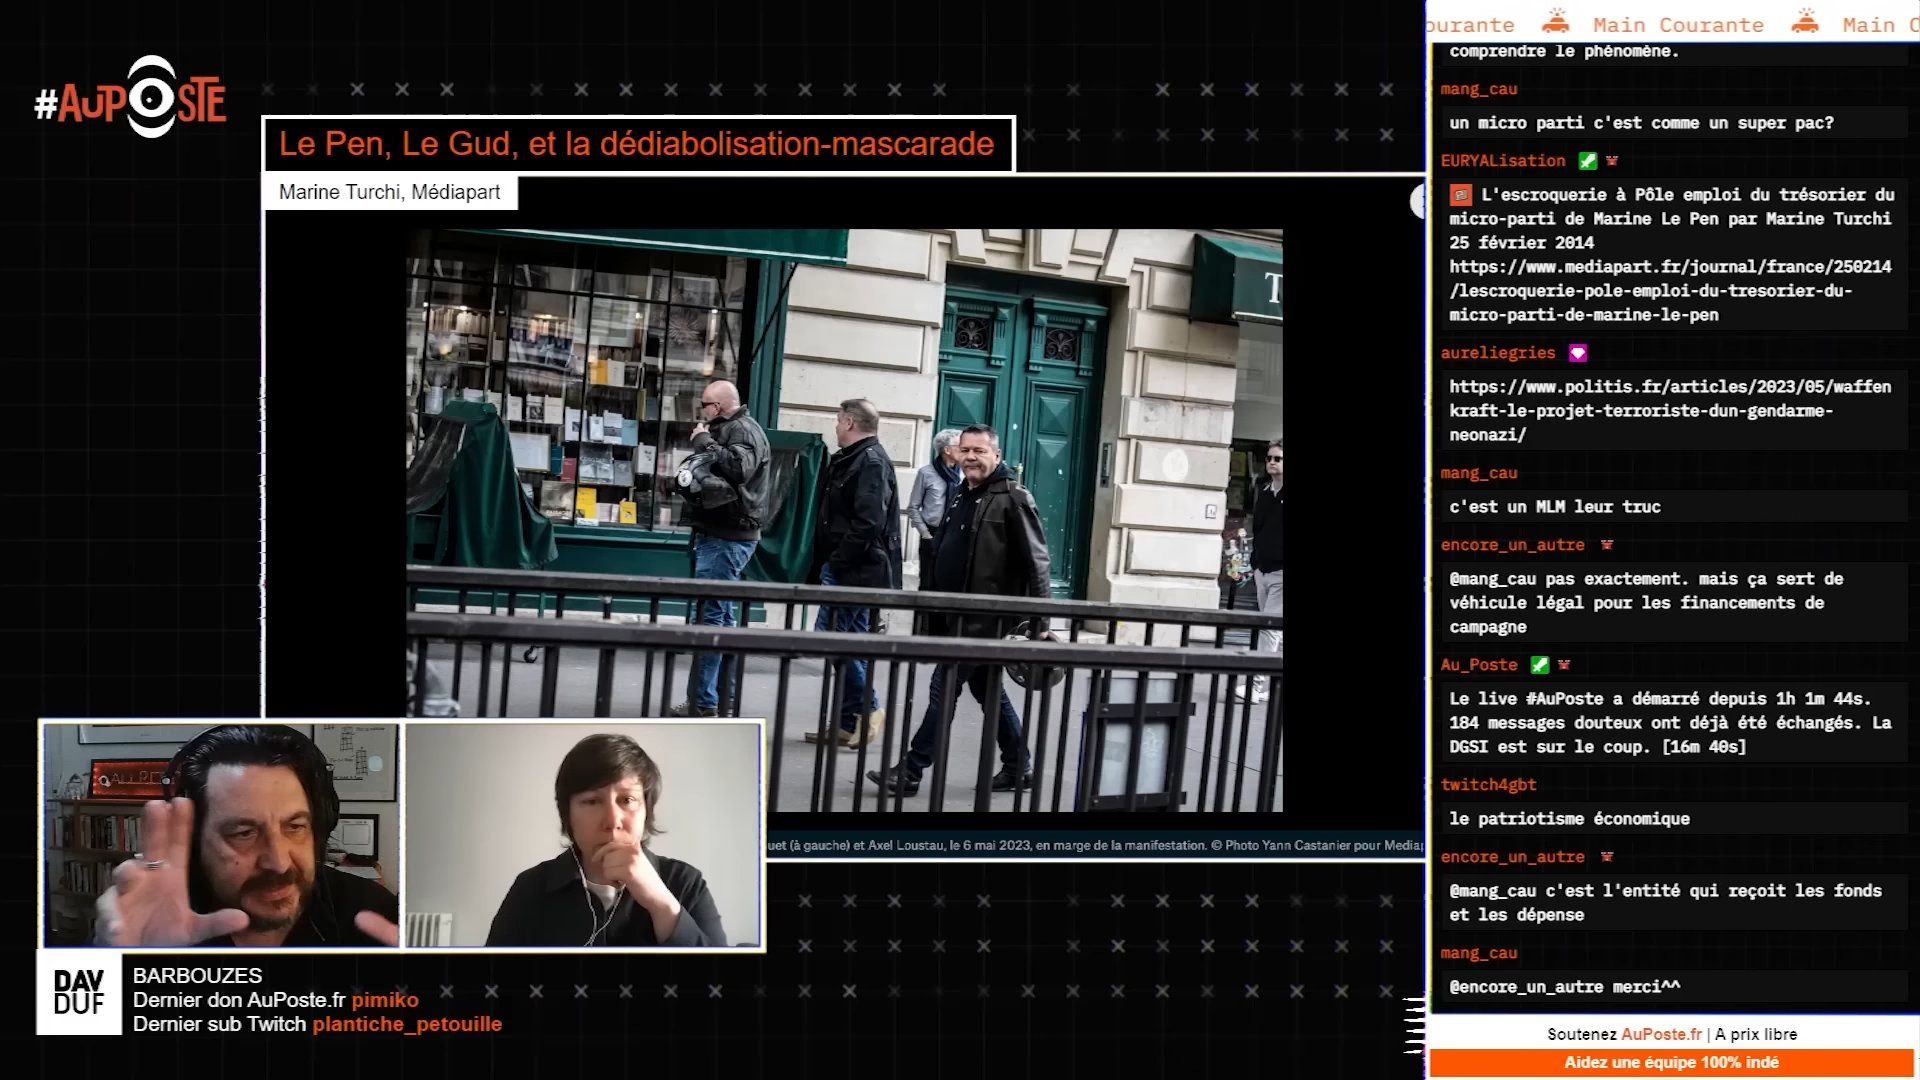 #AUPOSTE
Le Pen, Le Gud, et la dédiabolisation-mascarade
Marine Turchi, Médiapart
T
uet (à gauche) et Axel Loustau, le 6 mai 2023, en marge de la manifestation. © Photo Yann Castanier pour Mediap
DAV
DUF
BARBOUZES
Dernier don AuPoste.fr pimiko
Dernier sub Twitch plantiche_petouille
ourante Main Courante Main C
comprendre le phénomène.
mang_cau
un micro parti c'est comme un super pac?
EURYALisation
L'escroquerie à Pôle emploi du trésorier du
micro-parti de Marine Le Pen par Marine Turchi
25 février 2014
https://www.mediapart.fr/journal/france/250214
/lescroquerie-pole-emploi-du-tresorier-du-
micro-parti-de-marine-le-pen
aureliegries
https://www.politis.fr/articles/2023/05/waffen
kraft-le-projet-terroriste-dun-gendarme-
neonazi/
mang_cau
c'est un MLM leur truc
encore_un_autre
@mang_cau pas exactement. mais ça sert de
véhicule légal pour les financements de
campagne
Au_Poste
Le live #AuPoste a démarré depuis 1h 1m 44s.
184 messages douteux ont déjà été échangés. La
DGSI est sur le coup. [16m 40s]
twitch4gbt
le patriotisme économique
encore_un_autre
@mang_cau c'est l'entité qui reçoit les fonds
et les dépense
mang_cau
@encore_un_autre merci^^
Soutenez AuPoste.fr | A prix libre
Aidez une équipe 100% indé